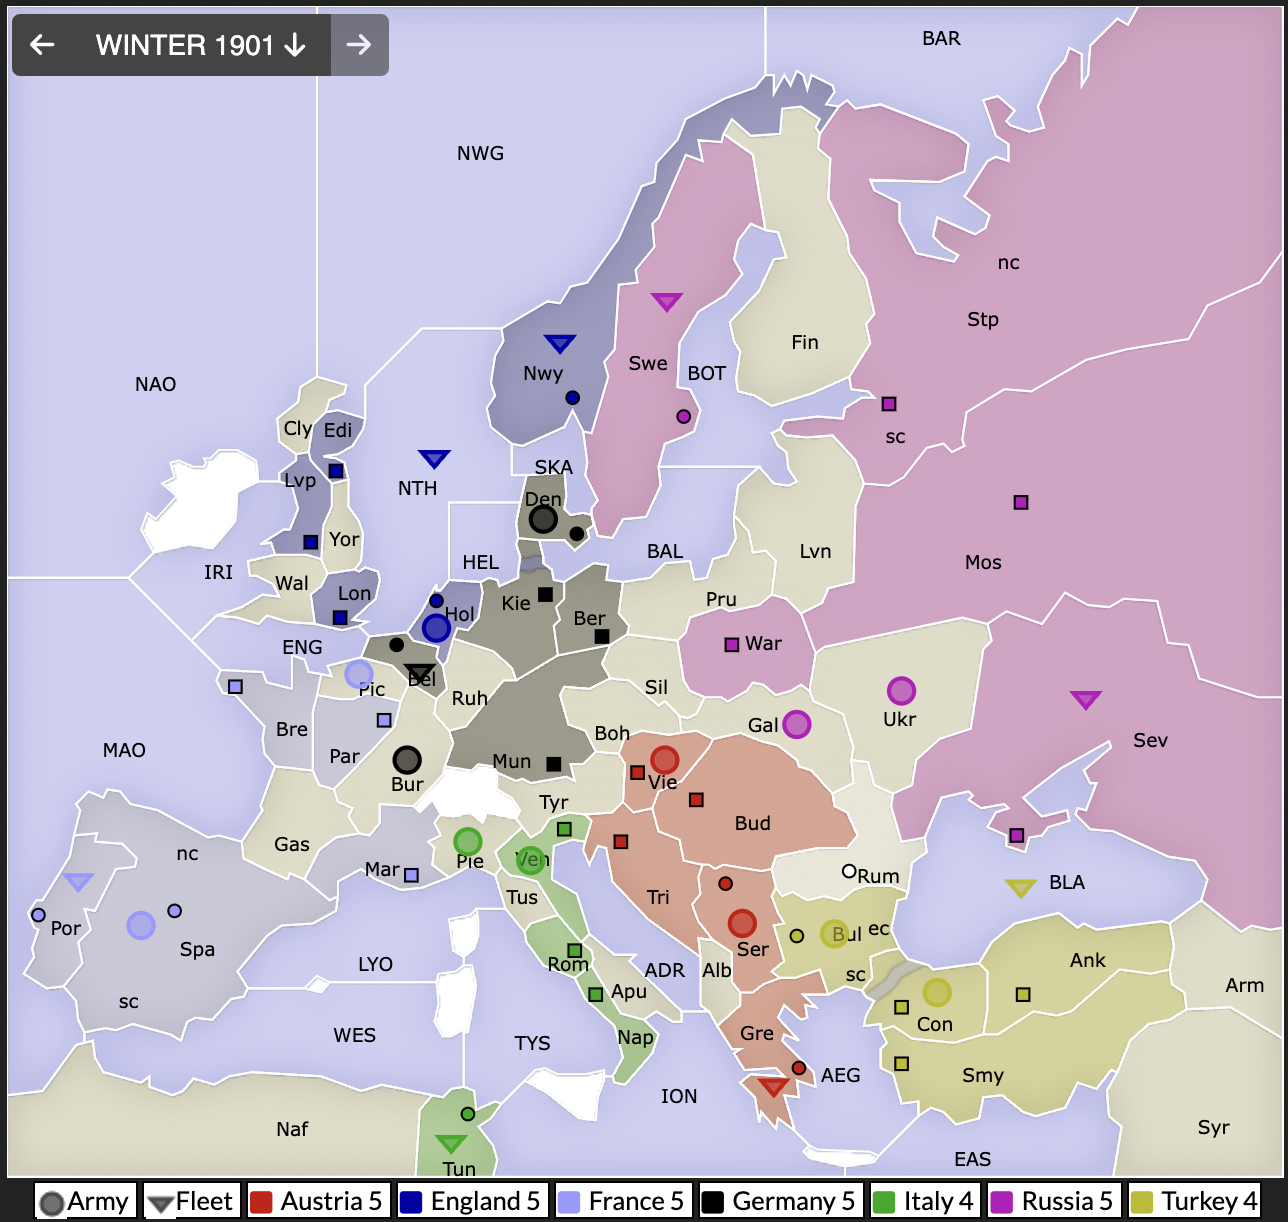 WINTER 1901
BAR
NWG
nc
Stp
Fin
Swe
BOT
Nwy
NAO
Cly
Edi
sc
SKA
NTH
Lvp
Den
Yor
BAL
Lvn
Mos
IRI
HEL
Wal
Lon
Kie
Pru
Hol
Ber
ENG
War
Pic
Bel
Ruh
Sil
Gal
Ukr
Bre
Boh
Sev
MAO
Par
Mun
Vie
Bur
Tyr
Bud
Gas
nc
Mar
Pie
Ven
Rum
BLA
Tus
Tri
Por
Spa
Ser
Bul
ec
Ank
LYO
Rom
ADR
Alb
sc
Arm
sc
Apu
Con
WES
TYS
Nap
Gre
AEG
Smy
ION
Naf
Syr
EAS
Tun
Army Fleet Austria 5 England 5 France 5 Germany 5 Italy 4 Russia 5 Turkey 4